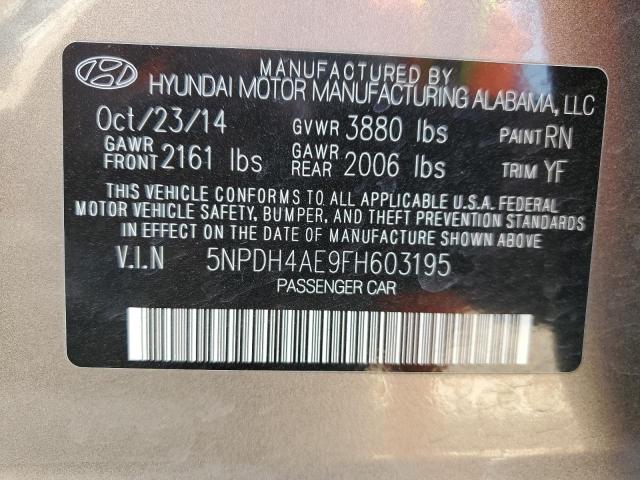 MANUFACTURED BY
HYUNDAI MOTOR MANUFACTURING ALABAMA, LLC
Oct/23/14 GVWR 3880 lbs PAINT RN
GAWR FRONT 2161 lbs GAWR REAR 2006 lbs TRIM YF
THIS VEHICLE CONFORMS TO ALL APPLICABLE U.S.A. FEDERAL
MOTOR VEHICLE SAFETY, BUMPER, AND THEFT PREVENTION STANDARDS
IN EFFECT ON THE DATE OF MANUFACTURE SHOWN ABOVE.
V.I.N 5NPDH4AE9FH603195
PASSENGER CAR